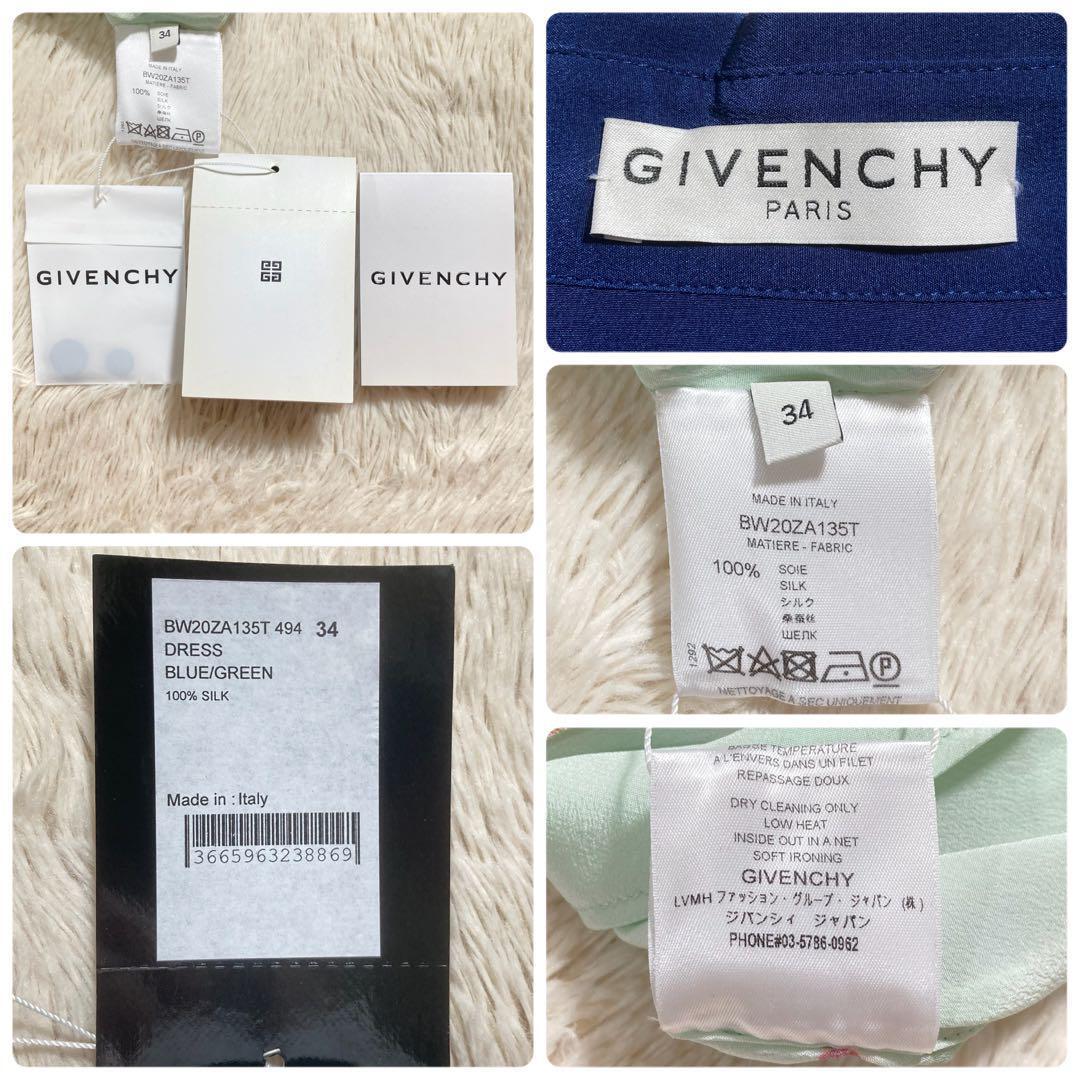 34
MADE IN ITALY
BW20ZA135T
MATIERE - FABRIC
100% SOIE
SILK
シルク
桑蚕丝
ШЕЛК
1292
GIVENCHY
GIVENCHY
GIVENCHY
PARIS
34
MADE IN ITALY
BW20ZA135T
MATIERE - FABRIC
100% SOIE
SILK
シルク
桑蚕丝
ШЕЛК
1292
P
NETTOYAGE A SEC UNIQUEMENT
BW20ZA135T 494 34
DRESS
BLUE/GREEN
100% SILK
Made in : Italy
3665963238869
BASSE TEMPERATURE
A L'ENVERS DANS UN FILET
REPASSAGE DOUX
DRY CLEANING ONLY
LOW HEAT
INSIDE OUT IN A NET
SOFT IRONING
GIVENCHY
LVMH ファッション・グループ・ジャパン (株)
ジバンシィ ジャパン
PHONE#03-5786-0962